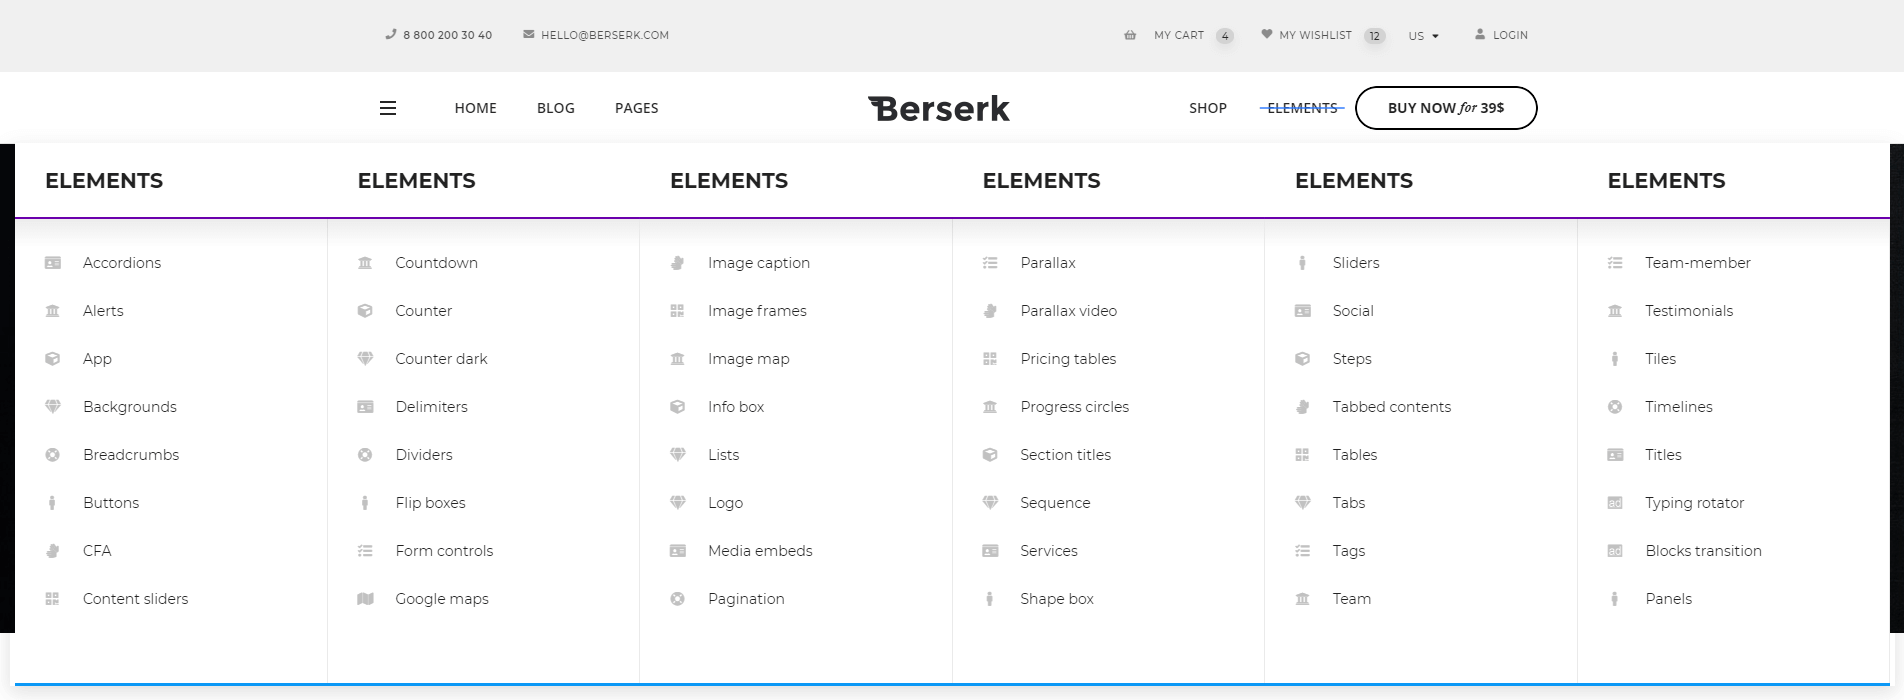 8 800 200 30 40 HELLO@BERSERK.COM MY CART 4 MY WISHLIST 12 US LOGIN
HOME BLOG PAGES Berserk SHOP ELEMENTS BUY NOW for 39$
ELEMENTS ELEMENTS ELEMENTS ELEMENTS ELEMENTS ELEMENTS
Accordions Countdown Image caption Parallax Sliders Team-member
Alerts Counter Image frames Parallax video Social Testimonials
App Counter dark Image map Pricing tables Steps Tiles
Backgrounds Delimiters Info box Progress circles Tabbed contents Timelines
Breadcrumbs Dividers Lists Section titles Tables Titles
Buttons Flip boxes Logo Sequence Tabs Typing rotator
CFA Form controls Media embeds Services Tags Blocks transition
Content sliders Google maps Pagination Shape box Team Panels